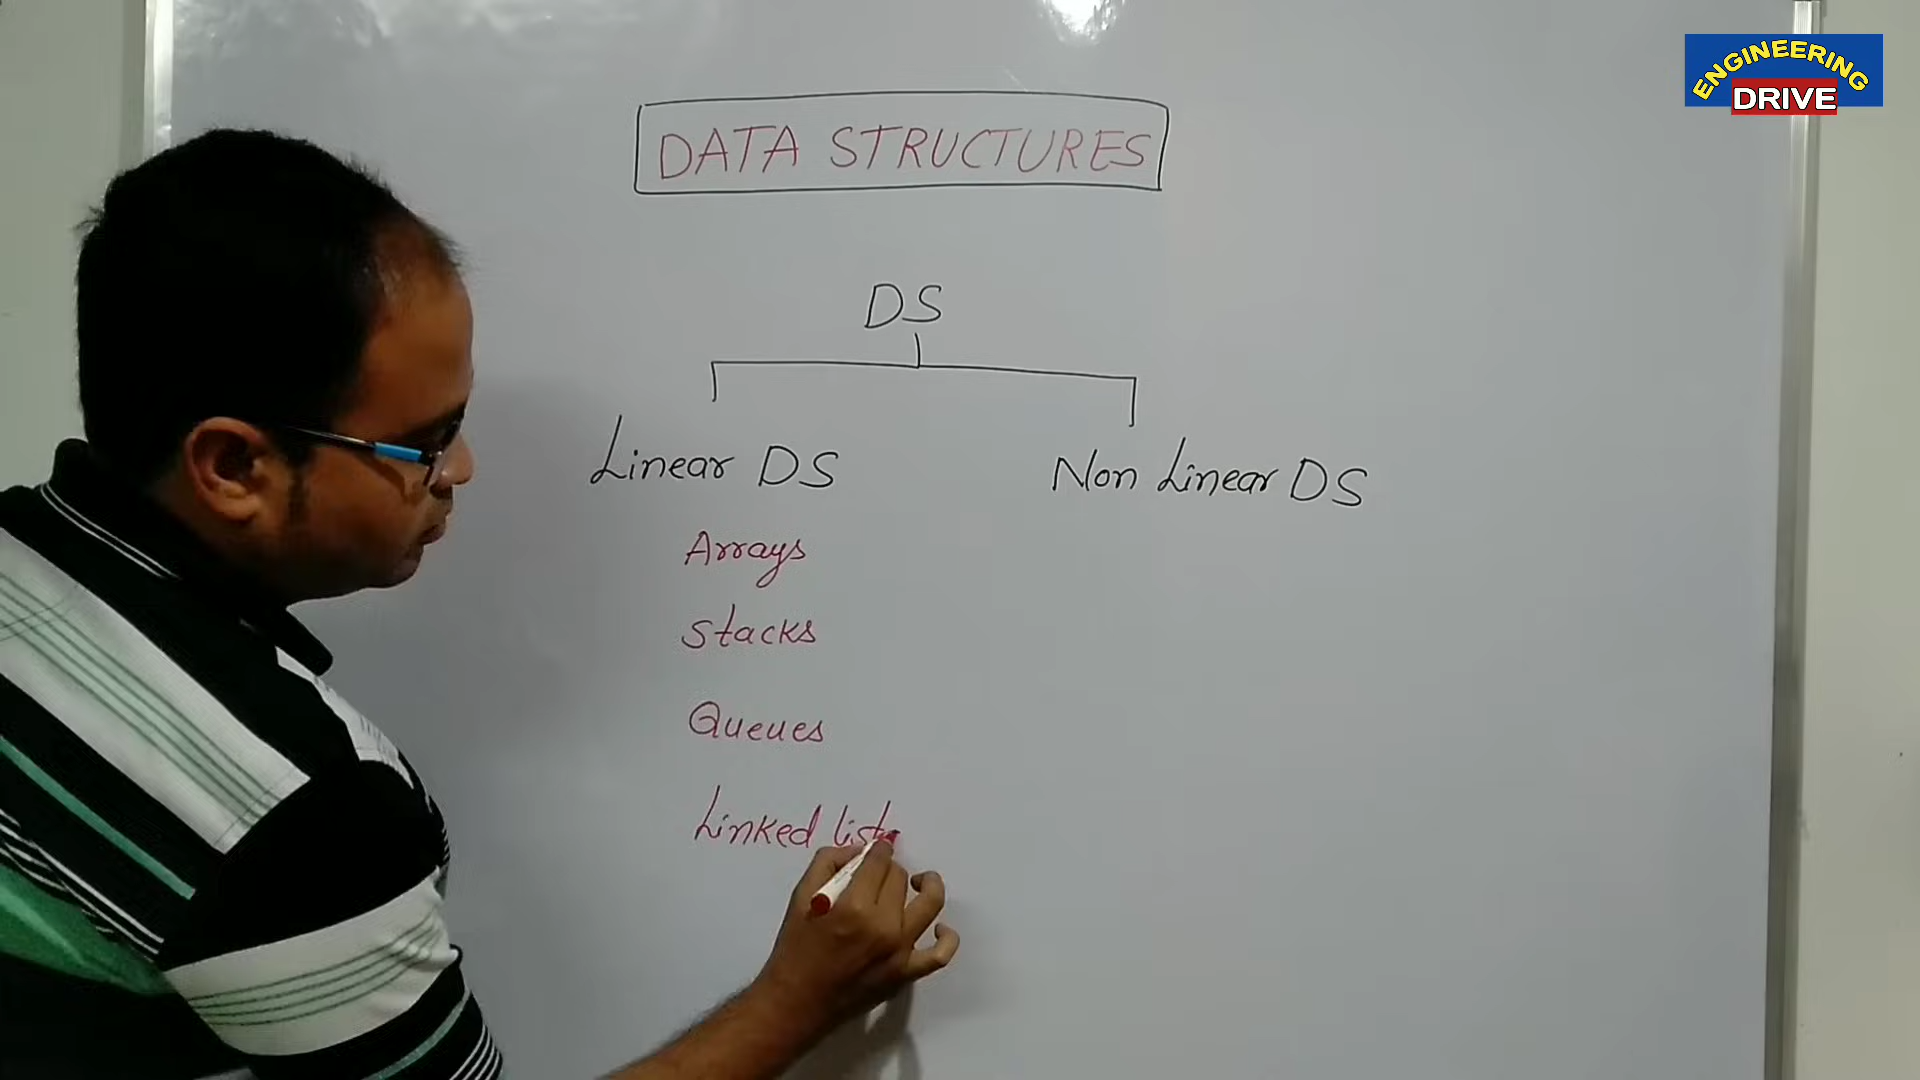 ENGINEERING
DRIVE
DATA STRUCTURES
DS
Linear DS
Non Linear DS
Arrays
Stacks
Queues
Linked lists